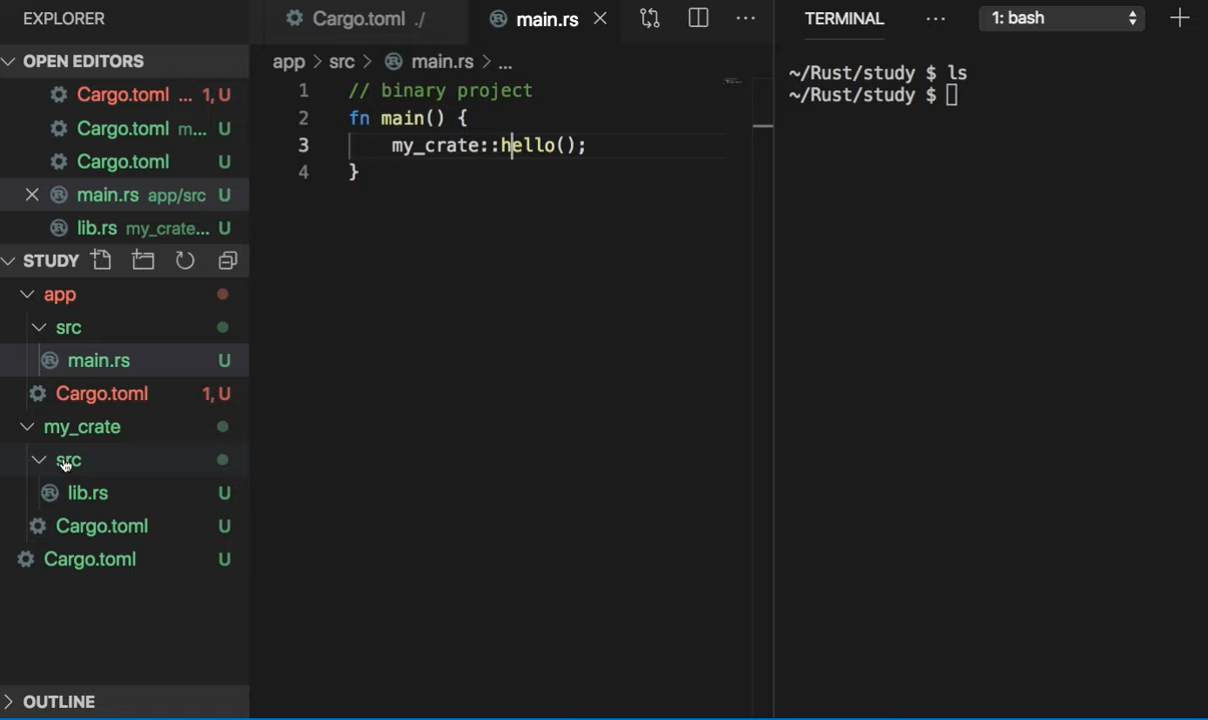 EXPLORER
OPEN EDITORS
Cargo.toml ... 1, U
Cargo.toml m... U
Cargo.toml U
main.rs app/src U
lib.rs my_crate... U
STUDY
app
src
main.rs U
Cargo.toml 1, U
my_crate
src
lib.rs U
Cargo.toml U
Cargo.toml U
OUTLINE
Cargo.toml ./
main.rs
app > src > main.rs > ...
1 // binary project
2 fn main() {
3 my_crate::hello();
4 }
TERMINAL
1: bash
~/Rust/study $ ls
~/Rust/study $